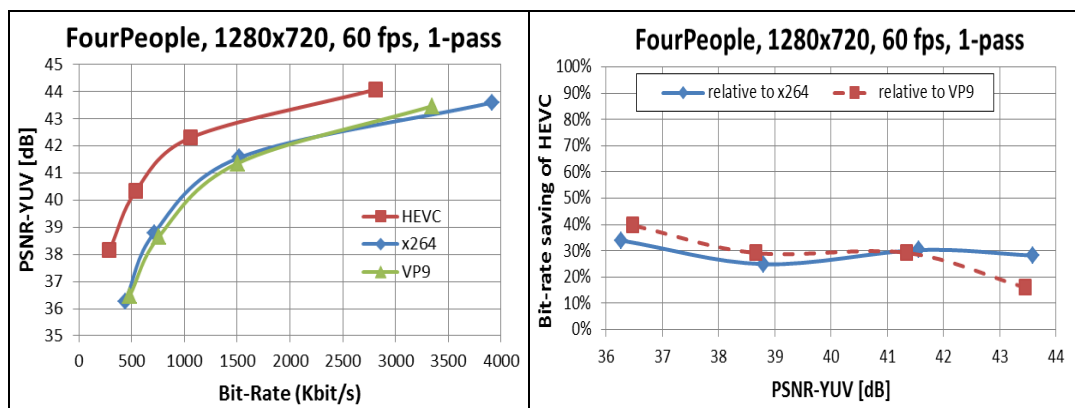 FourPeople, 1280x720, 60 fps, 1-pass
PSNR-YUV [dB]
45
44
43
42
41
40
39
38
37
36
35
HEVC
x264
VP9
0 500 1000 1500 2000 2500 3000 3500 4000
Bit-Rate (Kbit/s)
FourPeople, 1280x720, 60 fps, 1-pass
Bit-rate saving of HEVC
100%
90%
80%
70%
60%
50%
40%
30%
20%
10%
0%
relative to x264 relative to VP9
36 37 38 39 40 41 42 43 44
PSNR-YUV [dB]